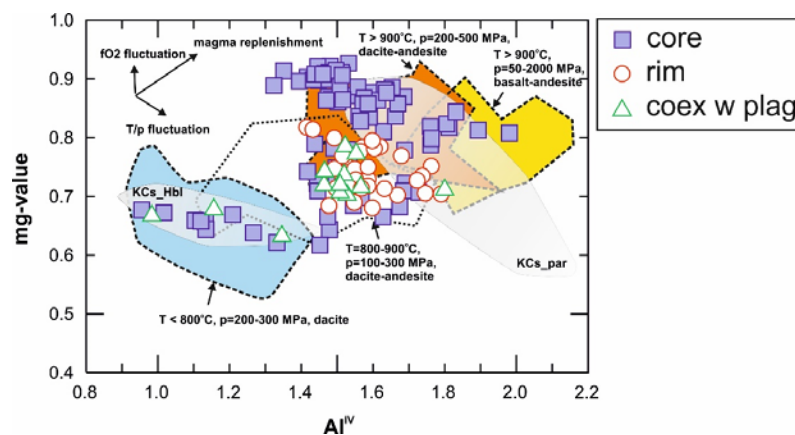 fO2 fluctuation
magma replenishment
T/p fluctuation
T > 900°C, p=200-500 MPa,
dacite-andesite
T > 900°C,
p=50-2000 MPa,
basalt-andesite
core
rim
coex w plag
mg-value
1.0
0.9
0.8
0.7
0.6
0.5
0.4
KCs_Hbl
T=800-900°C,
p=100-300 MPa,
dacite-andesite
KCs_par
T < 800°C, p=200-300 MPa, dacite
0.8 1.0 1.2 1.4 1.6 1.8 2.0 2.2
Al^IV